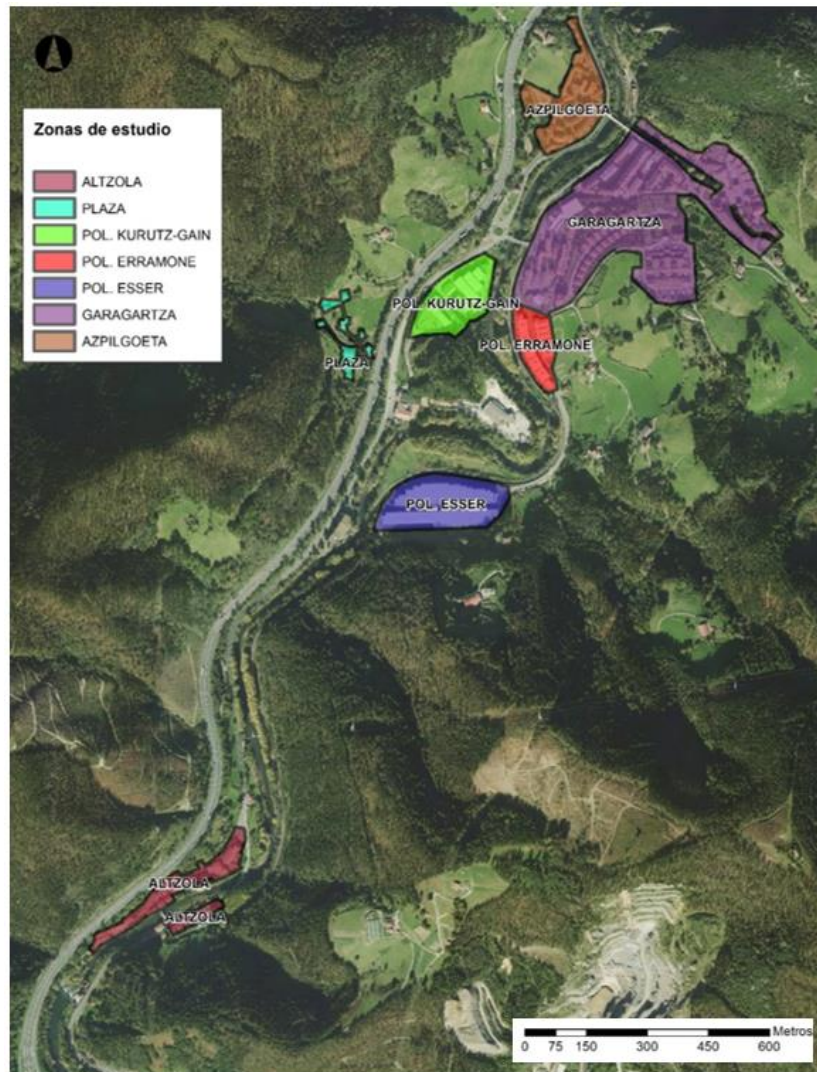 Zonas de estudio
ALTZOLA
PLAZA
POL. KURUTZ-GAIN
POL. ERRAMONE
POL. ESSER
GARAGARTZA
AZPILGOETA
AZPILGOETA
GARAGARTZA
POL. KURUTZ-GAIN
POL. ERRAMONE
PLAZA
POL. ESSER
ALTZOLA
ALTZOLA
Metros
0 75 150 300 450 600